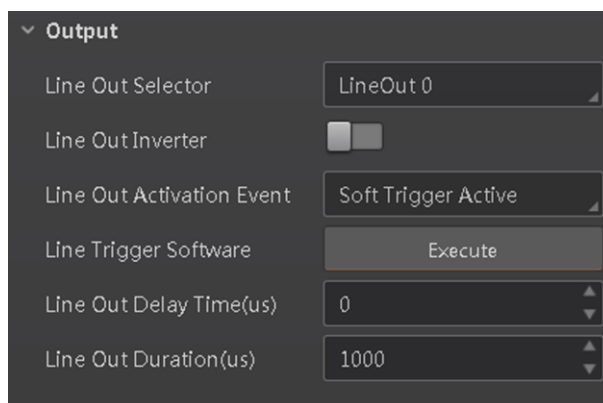 Output
Line Out Selector LineOut 0
Line Out Inverter
Line Out Activation Event Soft Trigger Active
Line Trigger Software Execute
Line Out Delay Time(us) 0
Line Out Duration(us) 1000